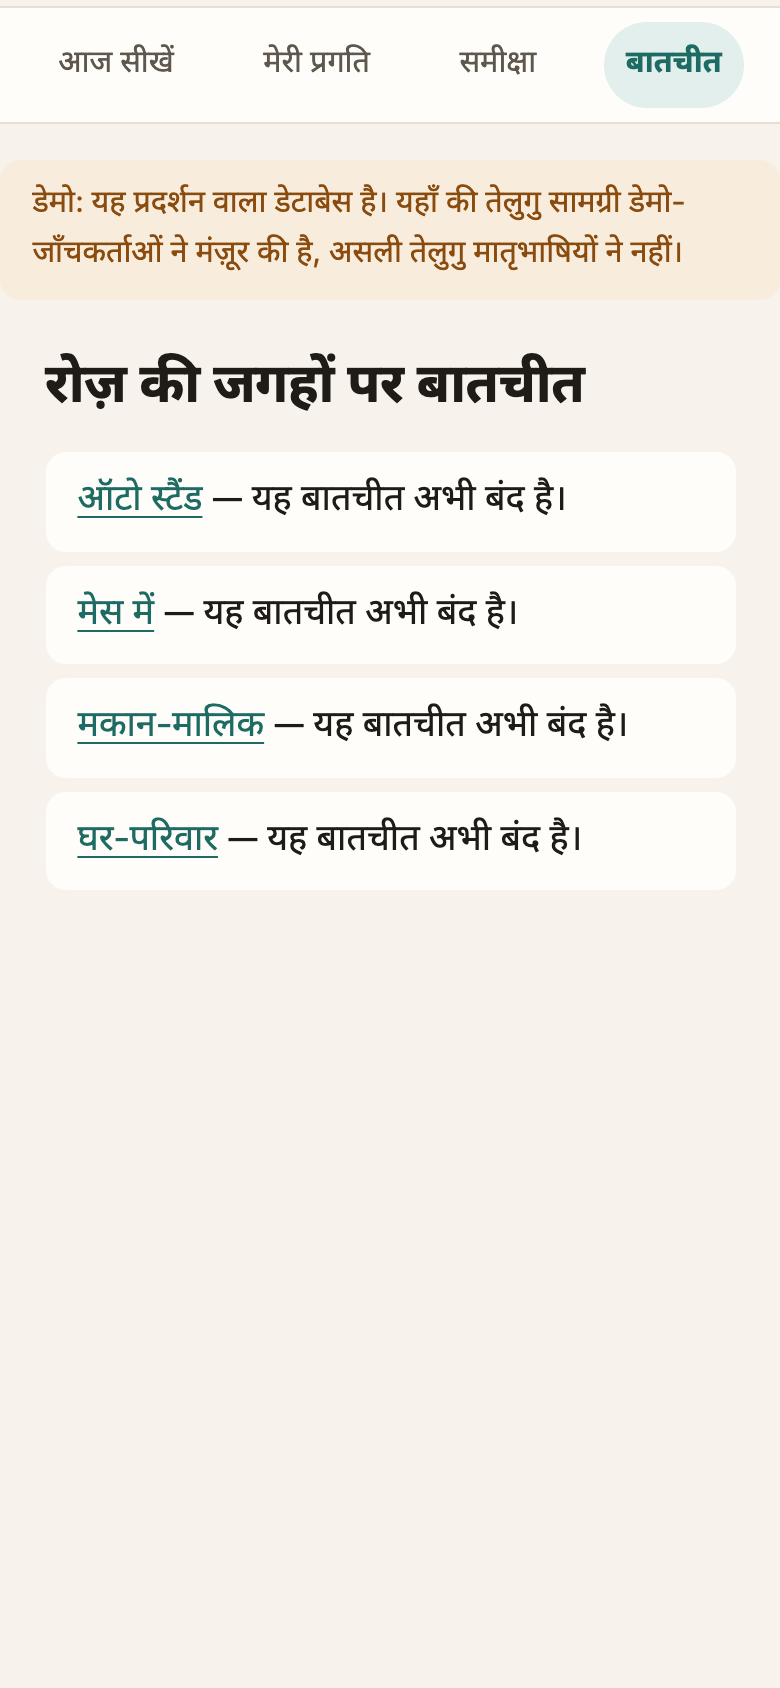 आज सीखें मेरी प्रगति समीक्षा बातचीत
डेमो: यह प्रदर्शन वाला डेटाबेस है। यहाँ की तेलुगु सामग्री डेमो-
जाँचकर्ताओं ने मंज़ूर की है, असली तेलुगु मातृभाषियों ने नहीं।
रोज़ की जगहों पर बातचीत
ऑटो स्टैंड — यह बातचीत अभी बंद है।
मेस में — यह बातचीत अभी बंद है।
मकान-मालिक — यह बातचीत अभी बंद है।
घर-परिवार — यह बातचीत अभी बंद है।